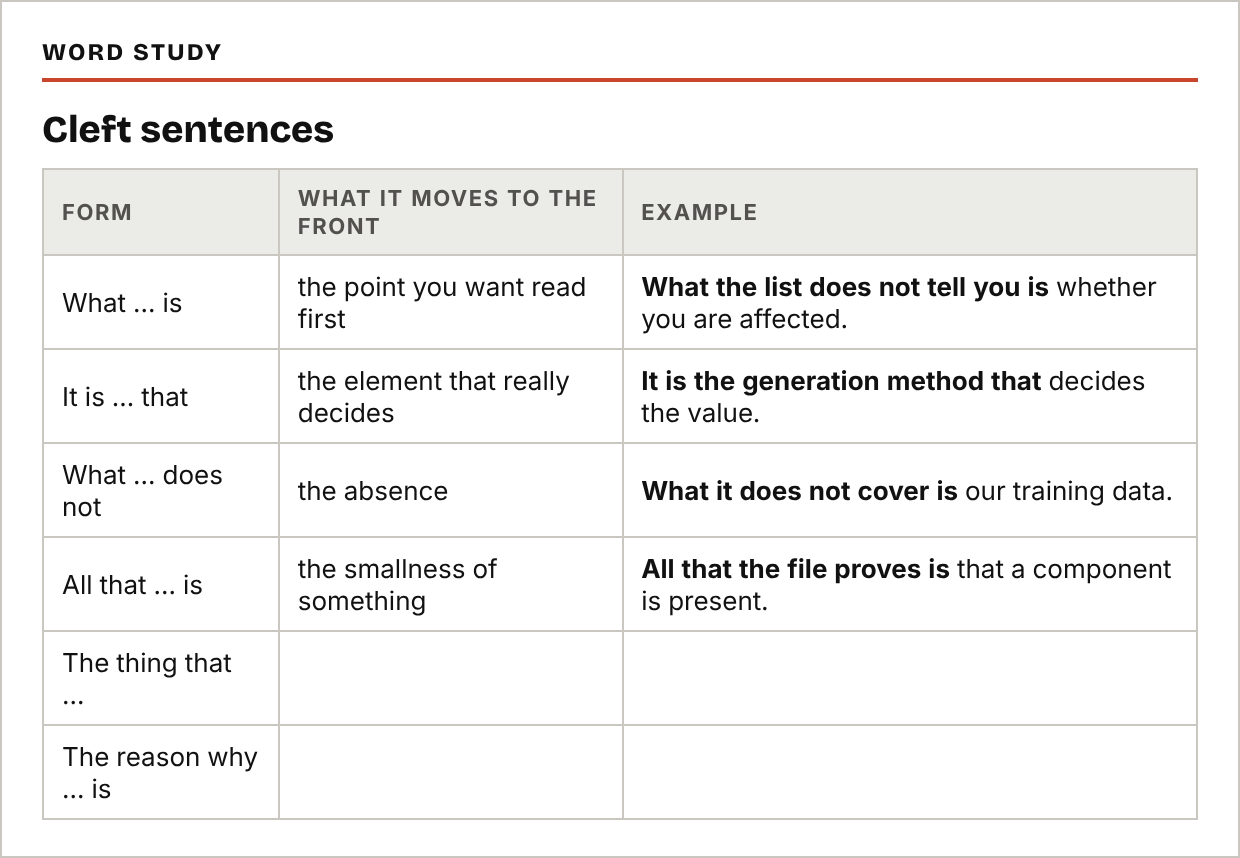 WORD STUDY
Cleft sentences
FORM
WHAT IT MOVES TO THE
FRONT
EXAMPLE
What ... is
the point you want read
first
What the list does not tell you is whether
you are affected.
It is ... that
the element that really
decides
It is the generation method that decides
the value.
What ... does
not
the absence
What it does not cover is our training data.
All that ... is
the smallness of
something
All that the file proves is that a component
is present.
The thing that
...
The reason why
... is